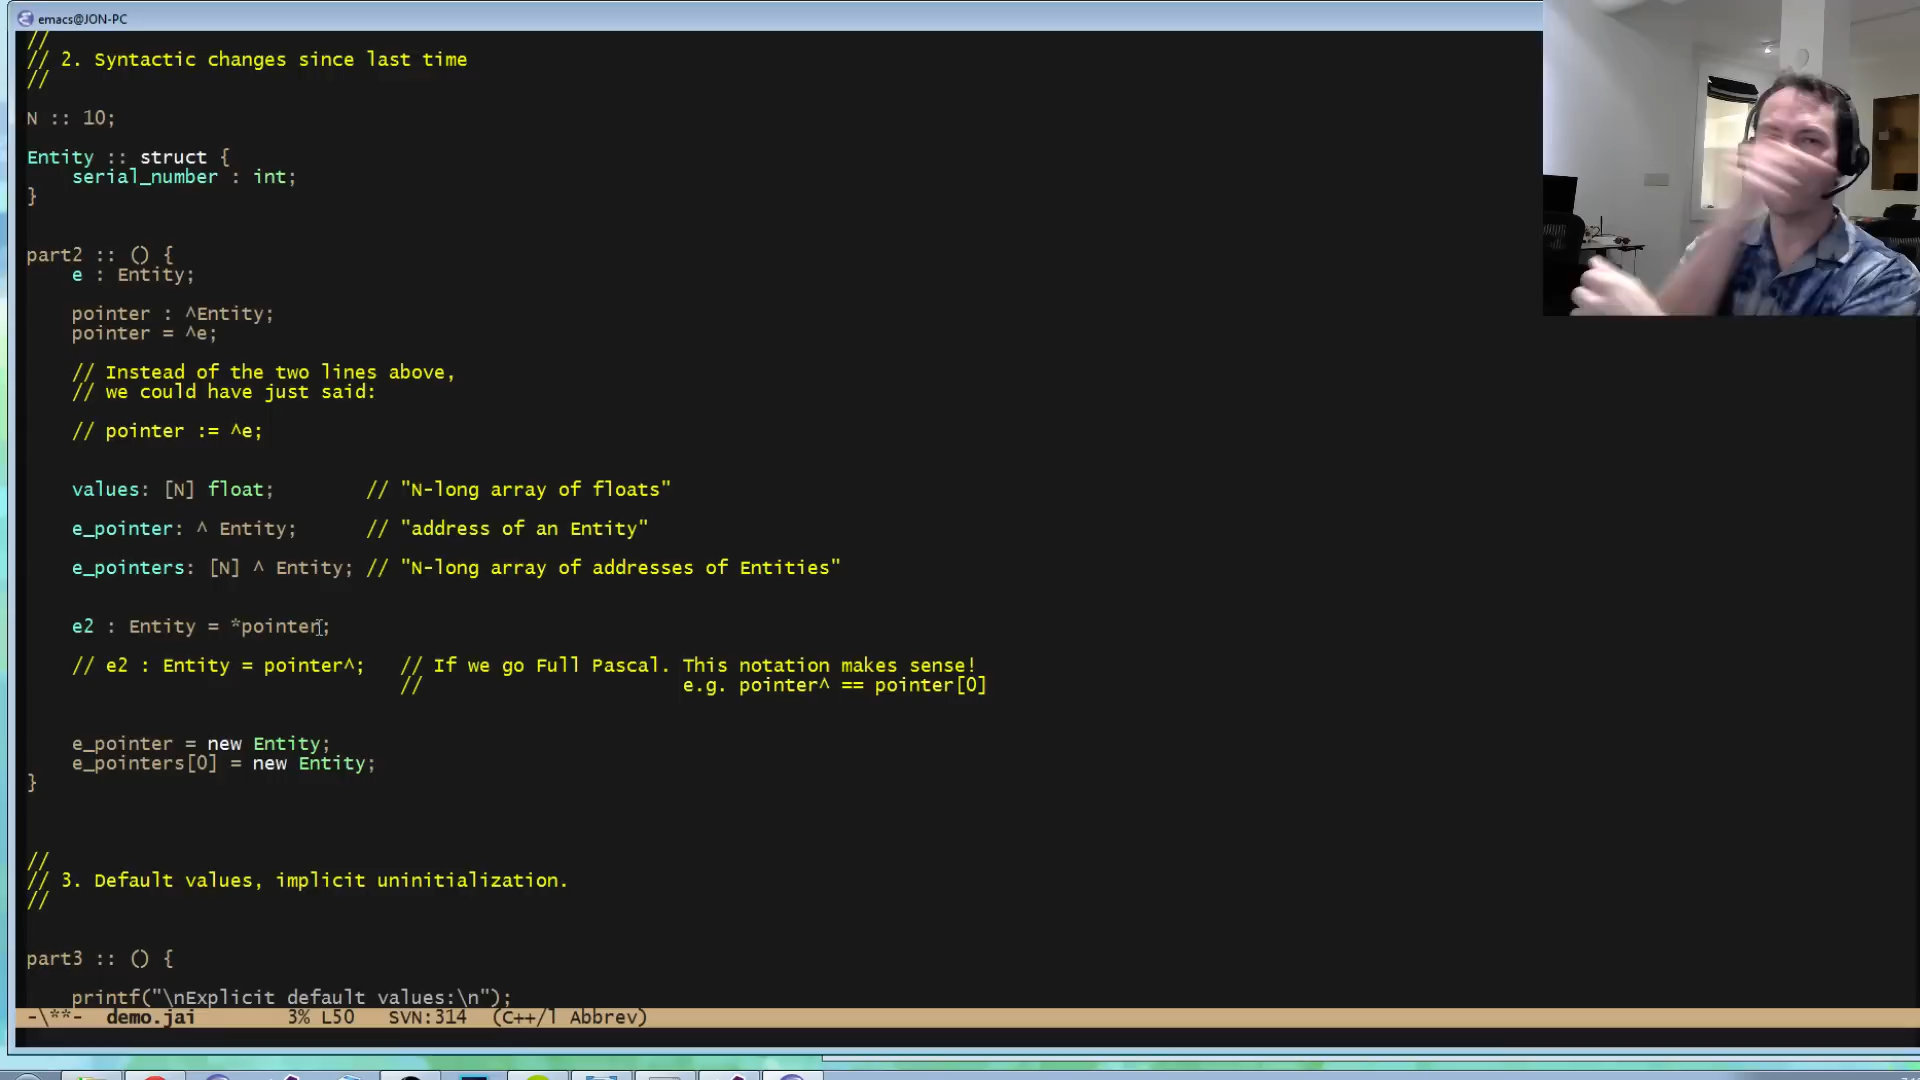 emacs@JON-PC
//
// 2. Syntactic changes since last time
//
N :: 10;
Entity :: struct {
serial_number : int;
}
part2 :: () {
e : Entity;
pointer : ^Entity;
pointer = ^e;
// Instead of the two lines above,
// we could have just said:
// pointer := ^e;
values: [N] float; // "N-long array of floats"
e_pointer: ^ Entity; // "address of an Entity"
e_pointers: [N] ^ Entity; // "N-long array of addresses of Entities"
e2 : Entity = *pointer;
// e2 : Entity = pointer^; // If we go Full Pascal. This notation makes sense!
// e.g. pointer^ == pointer[0]
e_pointer = new Entity;
e_pointers[0] = new Entity;
}
//
// 3. Default values, implicit uninitialization.
//
part3 :: () {
printf("\nExplicit default values:\n");
-\**- demo.jai 3% L50 SVN:314 (C++/l Abbrev)